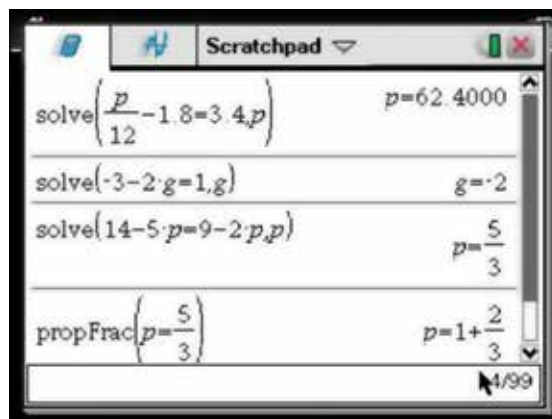 Scratchpad
solve(p/12-1.8=3.4,p) p=62.4000
solve(-3-2·g=1,g) g=-2
solve(14-5·p=9-2·p,p) p=5/3
propFrac(p=5/3) p=1+2/3
4/99